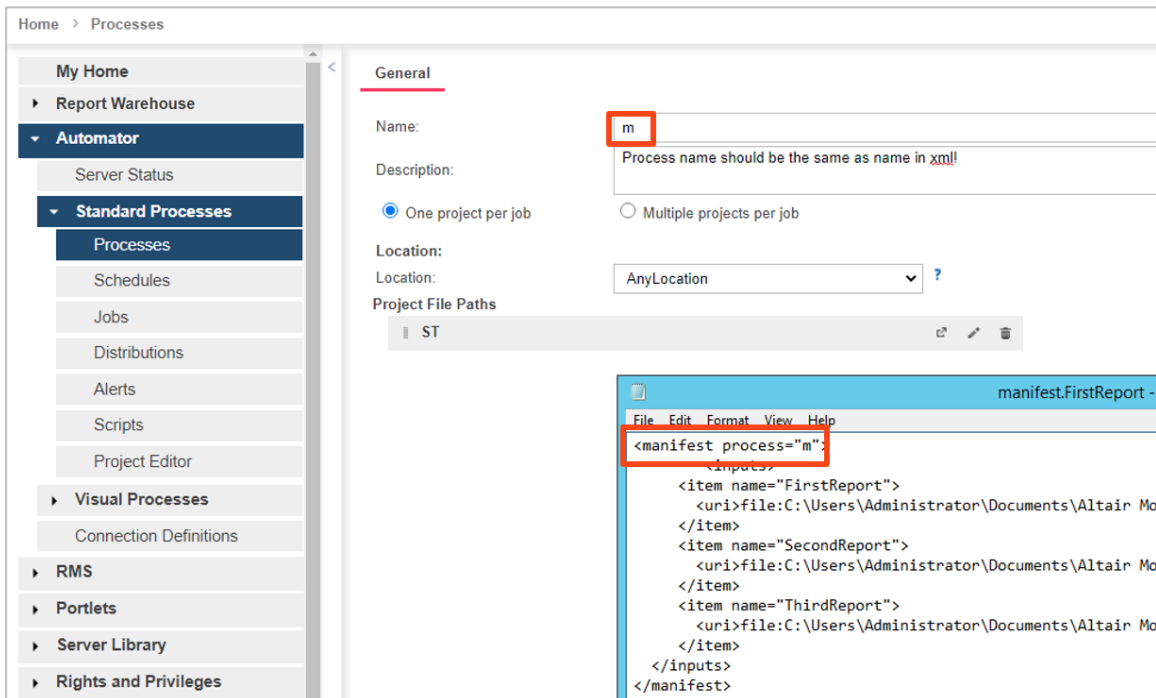 Home > Processes
My Home
Report Warehouse
Automator
Server Status
Standard Processes
Processes
Schedules
Jobs
Distributions
Alerts
Scripts
Project Editor
Visual Processes
Connection Definitions
RMS
Portlets
Server Library
Rights and Privileges
<
General
Name:
m
Description:
Process name should be the same as name in xml!
One project per job
Multiple projects per job
Location:
Location:
AnyLocation
?
Project File Paths
ST
manifest.FirstReport -
File Edit Format View Help
<manifest process="m">
<inputs>
<item name="FirstReport">
<uri>file:C:\Users\Administrator\Documents\Altair Mo
</item>
<item name="SecondReport">
<uri>file:C:\Users\Administrator\Documents\Altair Mo
</item>
<item name="ThirdReport">
<uri>file:C:\Users\Administrator\Documents\Altair Mo
</item>
</inputs>
</manifest>